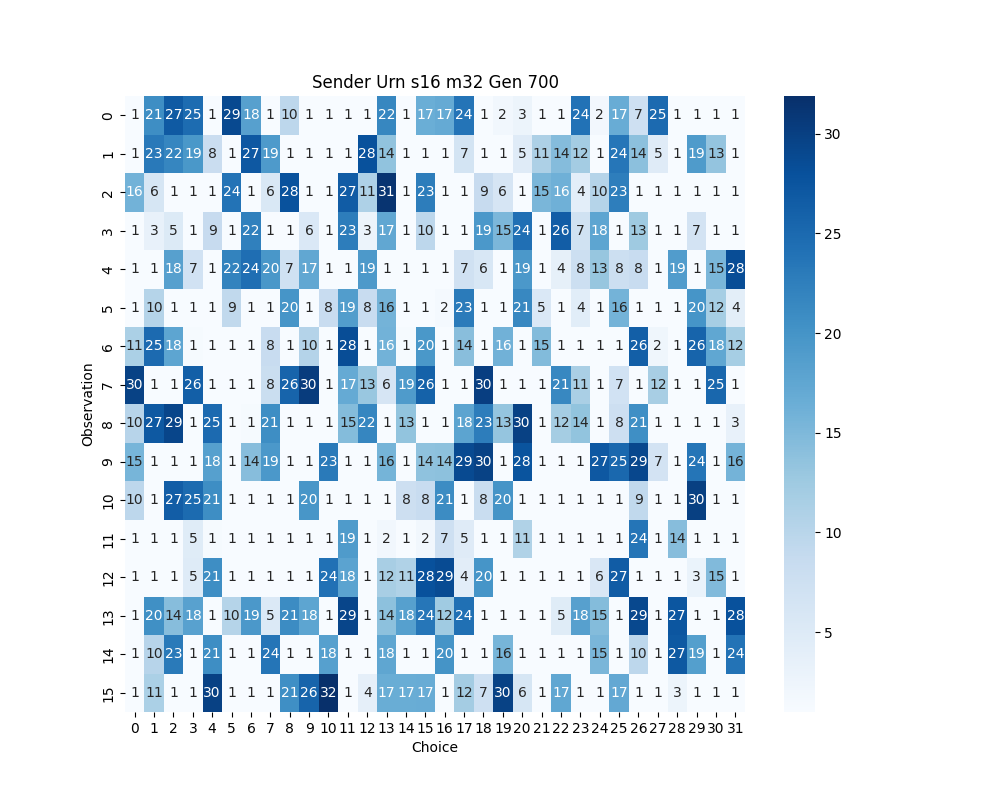 Sender Urn s16 m32 Gen 700
0 1 21 27 25 1 29 18 1 10 1 1 1 1 22 1 17 17 24 1 2 3 1 1 24 2 17 7 25 1 1 1 1
1 1 23 22 19 8 1 27 19 1 1 1 1 28 14 1 1 1 7 1 1 5 11 14 12 1 24 14 5 1 19 13 1
2 16 6 1 1 1 24 1 6 28 1 1 27 11 31 1 23 1 1 9 6 1 15 16 4 10 23 1 1 1 1 1 1
3 1 3 5 1 9 1 22 1 1 6 1 23 3 17 1 10 1 1 19 15 24 1 26 7 18 1 13 1 1 7 1 1
4 1 1 18 7 1 22 24 20 7 17 1 1 19 1 1 1 1 7 6 1 19 1 4 8 13 8 8 1 19 1 15 28
5 1 10 1 1 1 9 1 1 20 1 8 19 8 16 1 1 2 23 1 1 21 5 1 4 1 16 1 1 1 20 12 4
6 11 25 18 1 1 1 1 8 1 10 1 28 1 16 1 20 1 14 1 16 1 15 1 1 1 1 26 2 1 26 18 12
7 30 1 1 26 1 1 1 8 26 30 1 17 13 6 19 26 1 1 30 1 1 1 21 11 1 7 1 12 1 1 25 1
8 10 27 29 1 25 1 1 21 1 1 1 15 22 1 13 1 1 18 23 13 30 1 12 14 1 8 21 1 1 1 1 3
9 15 1 1 1 18 1 14 19 1 1 23 1 1 16 1 14 14 29 30 1 28 1 1 1 27 25 29 7 1 24 1 16
10 10 1 27 25 21 1 1 1 1 20 1 1 1 1 8 8 21 1 8 20 1 1 1 1 1 1 9 1 1 30 1 1
11 1 1 1 5 1 1 1 1 1 1 1 19 1 2 1 2 7 5 1 1 11 1 1 1 1 1 24 1 14 1 1 1
12 1 1 1 5 21 1 1 1 1 1 24 18 1 12 11 28 29 4 20 1 1 1 1 1 6 27 1 1 1 3 15 1
13 1 20 14 18 1 10 19 5 21 18 1 29 1 14 18 24 12 24 1 1 1 1 5 18 15 1 29 1 27 1 1 28
14 1 10 23 1 21 1 1 24 1 1 18 1 1 18 1 1 20 1 1 16 1 1 1 1 15 1 10 1 27 19 1 24
15 1 11 1 1 30 1 1 1 21 26 32 1 4 17 17 17 1 12 7 30 6 1 17 1 1 17 1 1 3 1 1 1
0 1 2 3 4 5 6 7 8 9 10 11 12 13 14 15 16 17 18 19 20 21 22 23 24 25 26 27 28 29 30 31
Choice
Observation
30
25
20
15
10
5